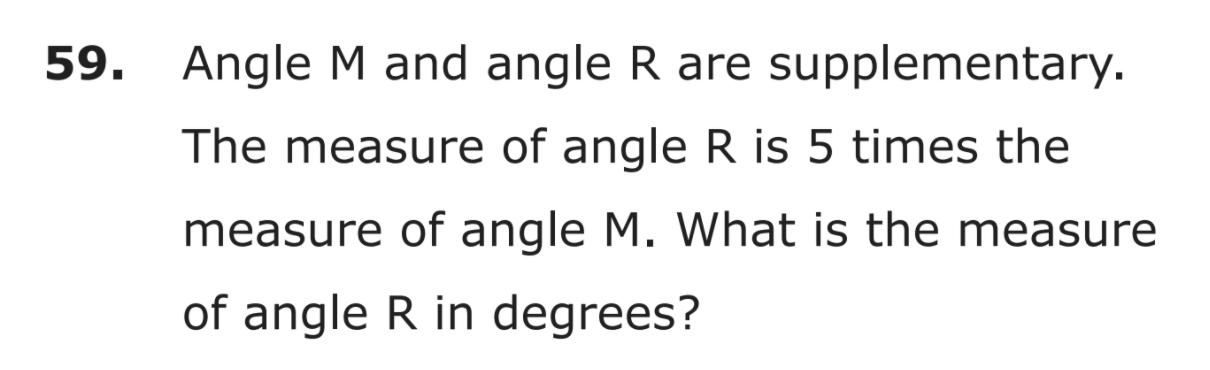 59. Angle M and angle R are supplementary.
The measure of angle R is 5 times the
measure of angle M. What is the measure
of angle R in degrees?